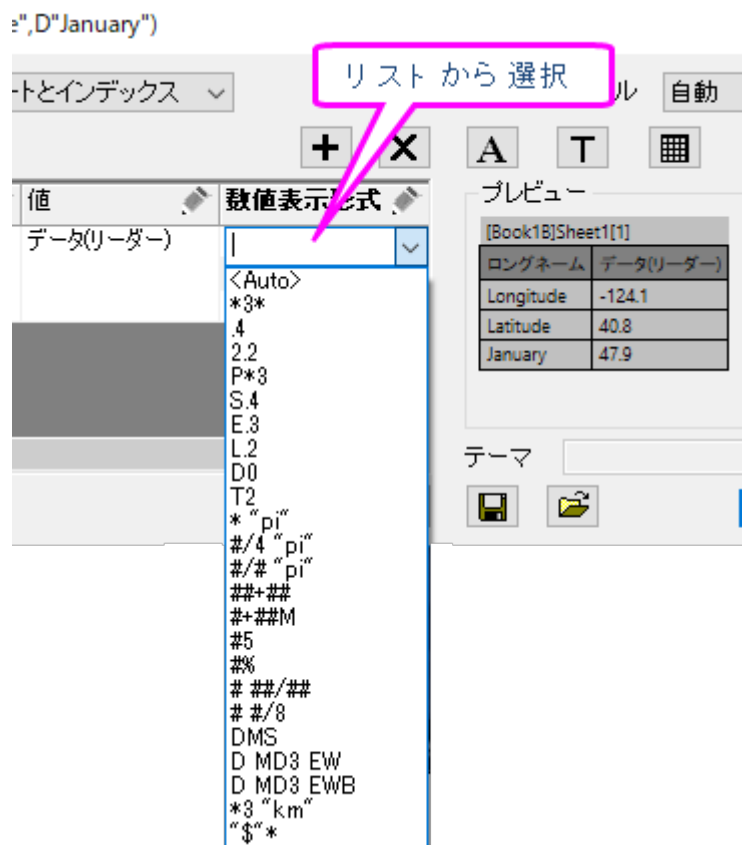 e",D"January")
リストから選択
ートとインデックス
ル 自動
A T
値 数値表示形式
プレビュー
データ(リーダー)
[Book1B]Sheet1[1]
ロングネーム データ(リーダー)
Longitude -124.1
Latitude 40.8
January 47.9
<Auto>
*3*
.4
2.2
P*3
S.4
E.3
L.2
D0
T2
* "pi"
#/4 "pi"
#/# "pi"
##+##
#+##M
#5
#%
# ##/##
# #/8
DMS
D MD3 EW
D MD3 EWB
*3 "km"
"$"*
テーマ